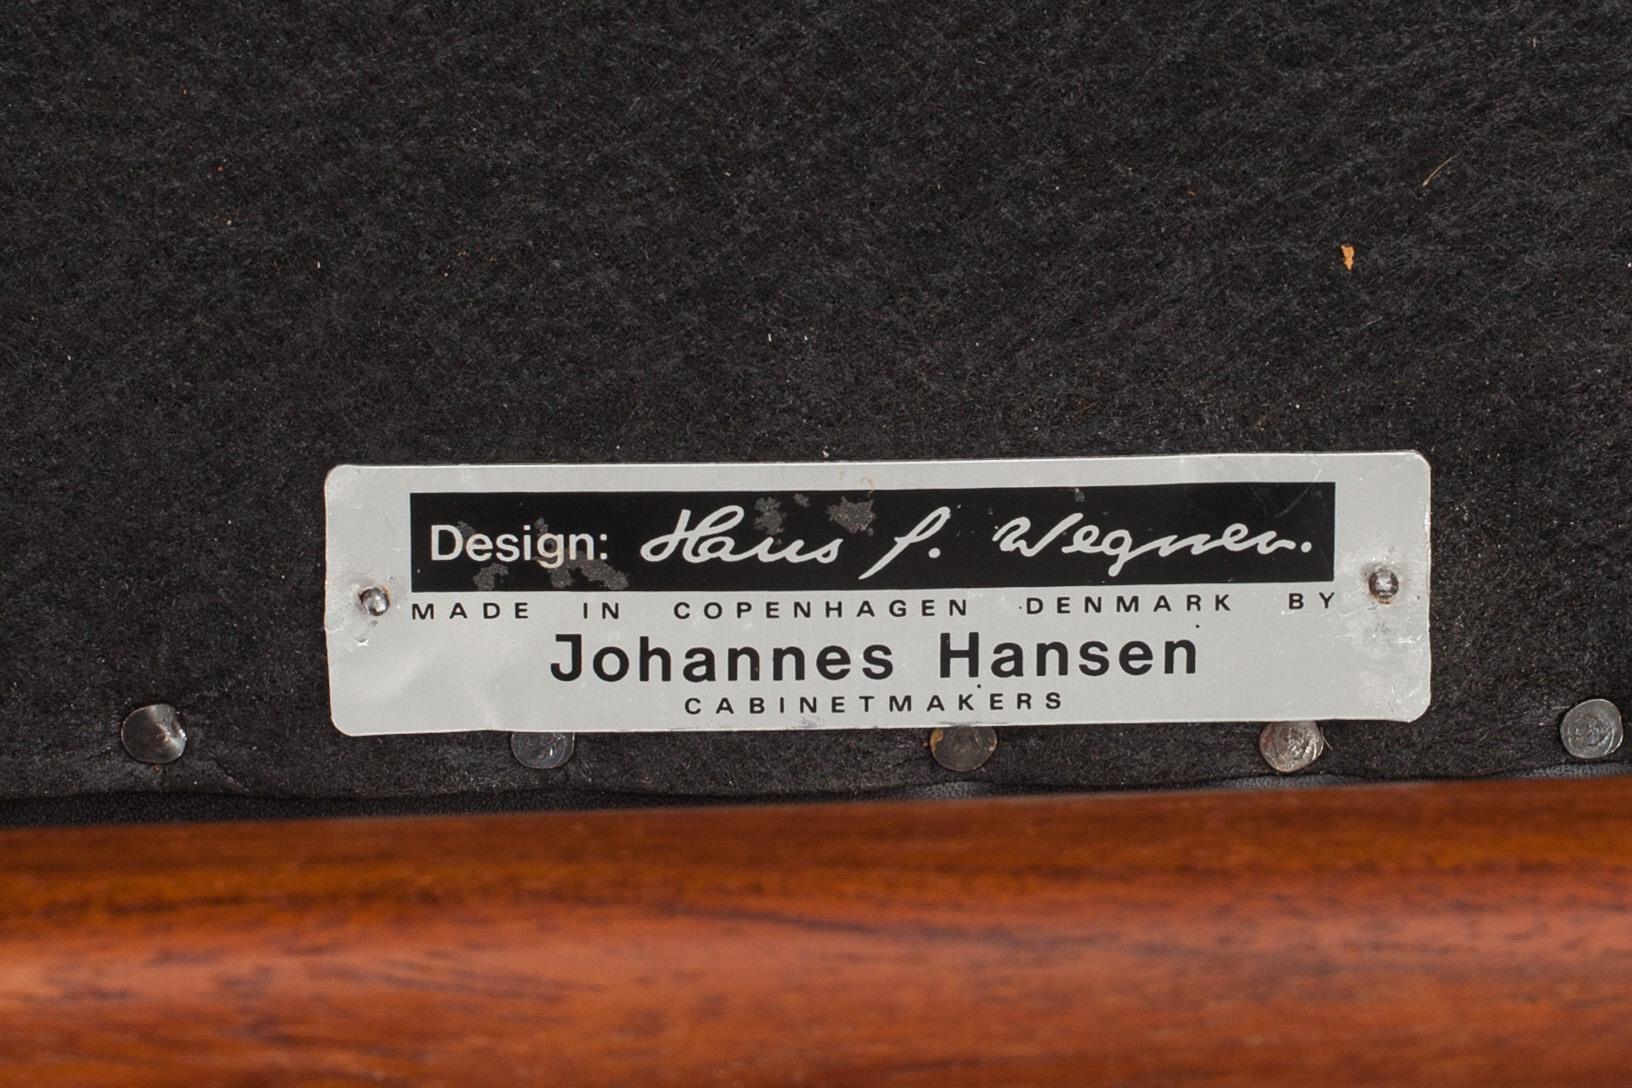 Design: Hans J. Wegner.
MADE IN COPENHAGEN DENMARK BY
Johannes Hansen
CABINETMAKERS